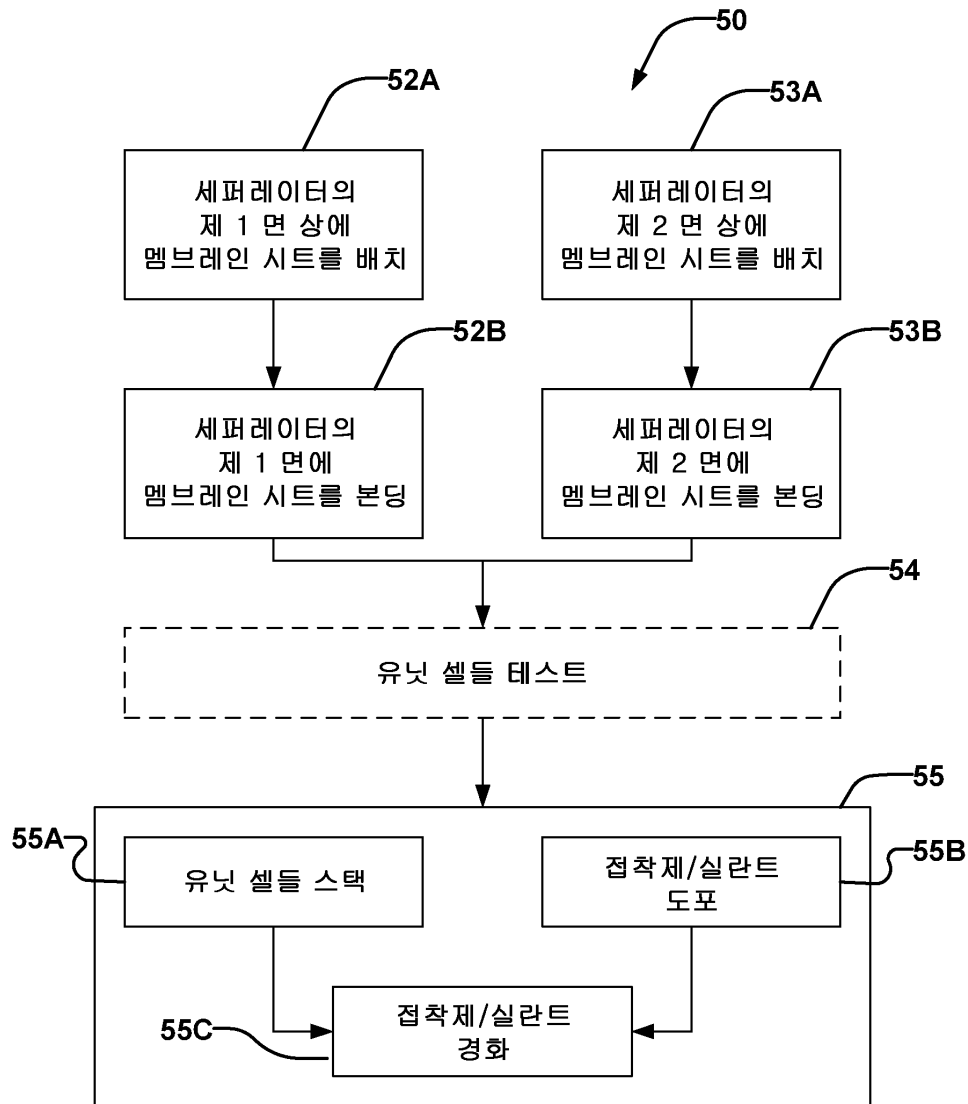 50
52A
53A
세퍼레이터의
제 1 면 상에
멤브레인 시트를 배치
세퍼레이터의
제 2 면 상에
멤브레인 시트를 배치
52B
53B
세퍼레이터의
제 1 면에
멤브레인 시트를 본딩
세퍼레이터의
제 2 면에
멤브레인 시트를 본딩
54
유닛 셀들 테스트
55
55A
유닛 셀들 스택
접착제/실란트
도포
55B
55C
접착제/실란트
경화